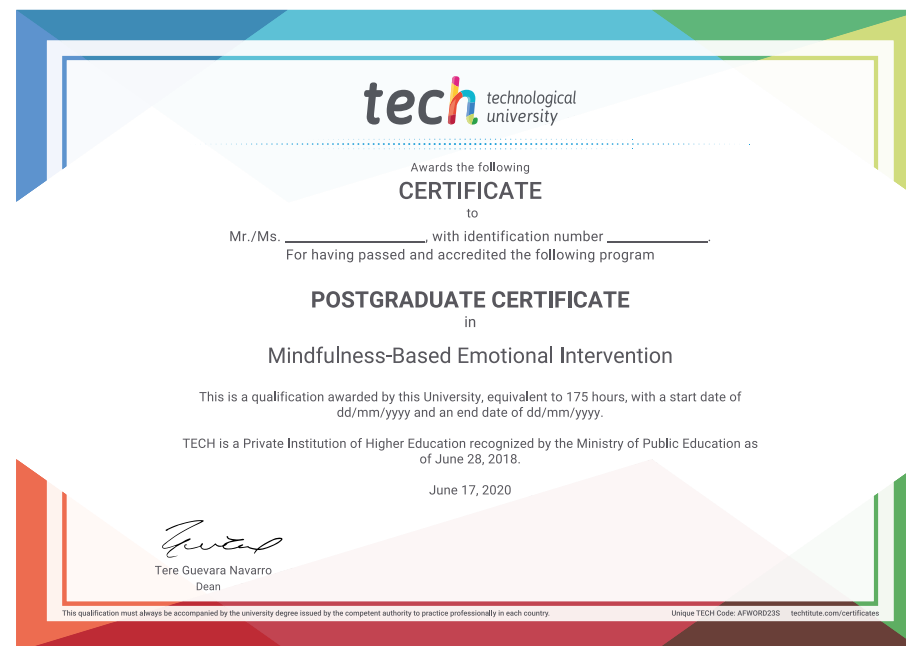 tech technological
university
Awards the following
CERTIFICATE
to
Mr./Ms. ____________________, with identification number ______________.
For having passed and accredited the following program
POSTGRADUATE CERTIFICATE
in
Mindfulness-Based Emotional Intervention
This is a qualification awarded by this University, equivalent to 175 hours, with a start date of
dd/mm/yyyy and an end date of dd/mm/yyyy.
TECH is a Private Institution of Higher Education recognized by the Ministry of Public Education as
of June 28, 2018.
June 17, 2020
Tere Guevara Navarro
Dean
This qualification must always be accompanied by the university degree issued by the competent authority to practice professionally in each country. Unique TECH Code: AFWORD23S techtitute.com/certificates